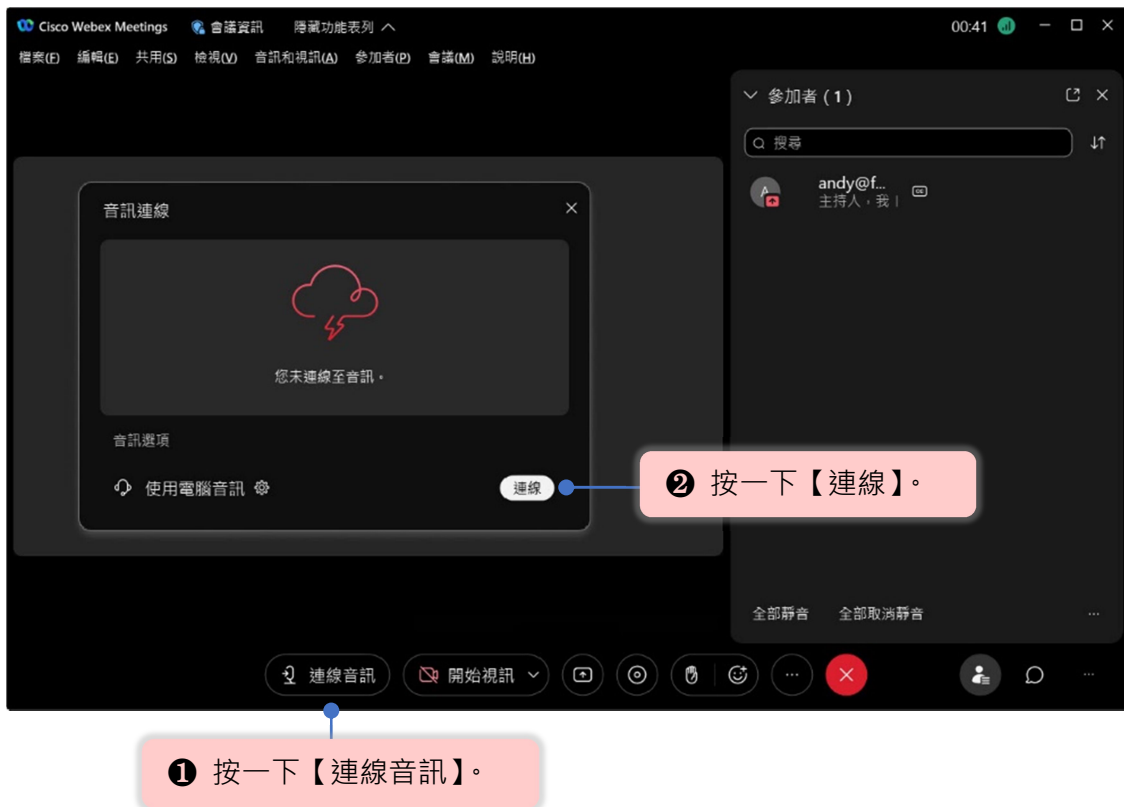 Cisco Webex Meetings 會議資訊 隱藏功能表列 00:41
檔案(F) 編輯(E) 共用(S) 檢視(V) 音訊和視訊(A) 參加者(P) 會議(M) 說明(H)
參加者 (1)
搜尋
A
andy@f...
主持人，我 |
CC
音訊連線
您未連線至音訊。
音訊選項
使用電腦音訊
連線
❷ 按一下【連線】。
全部靜音 全部取消靜音 ...
連線音訊 開始視訊
❶ 按一下【連線音訊】。